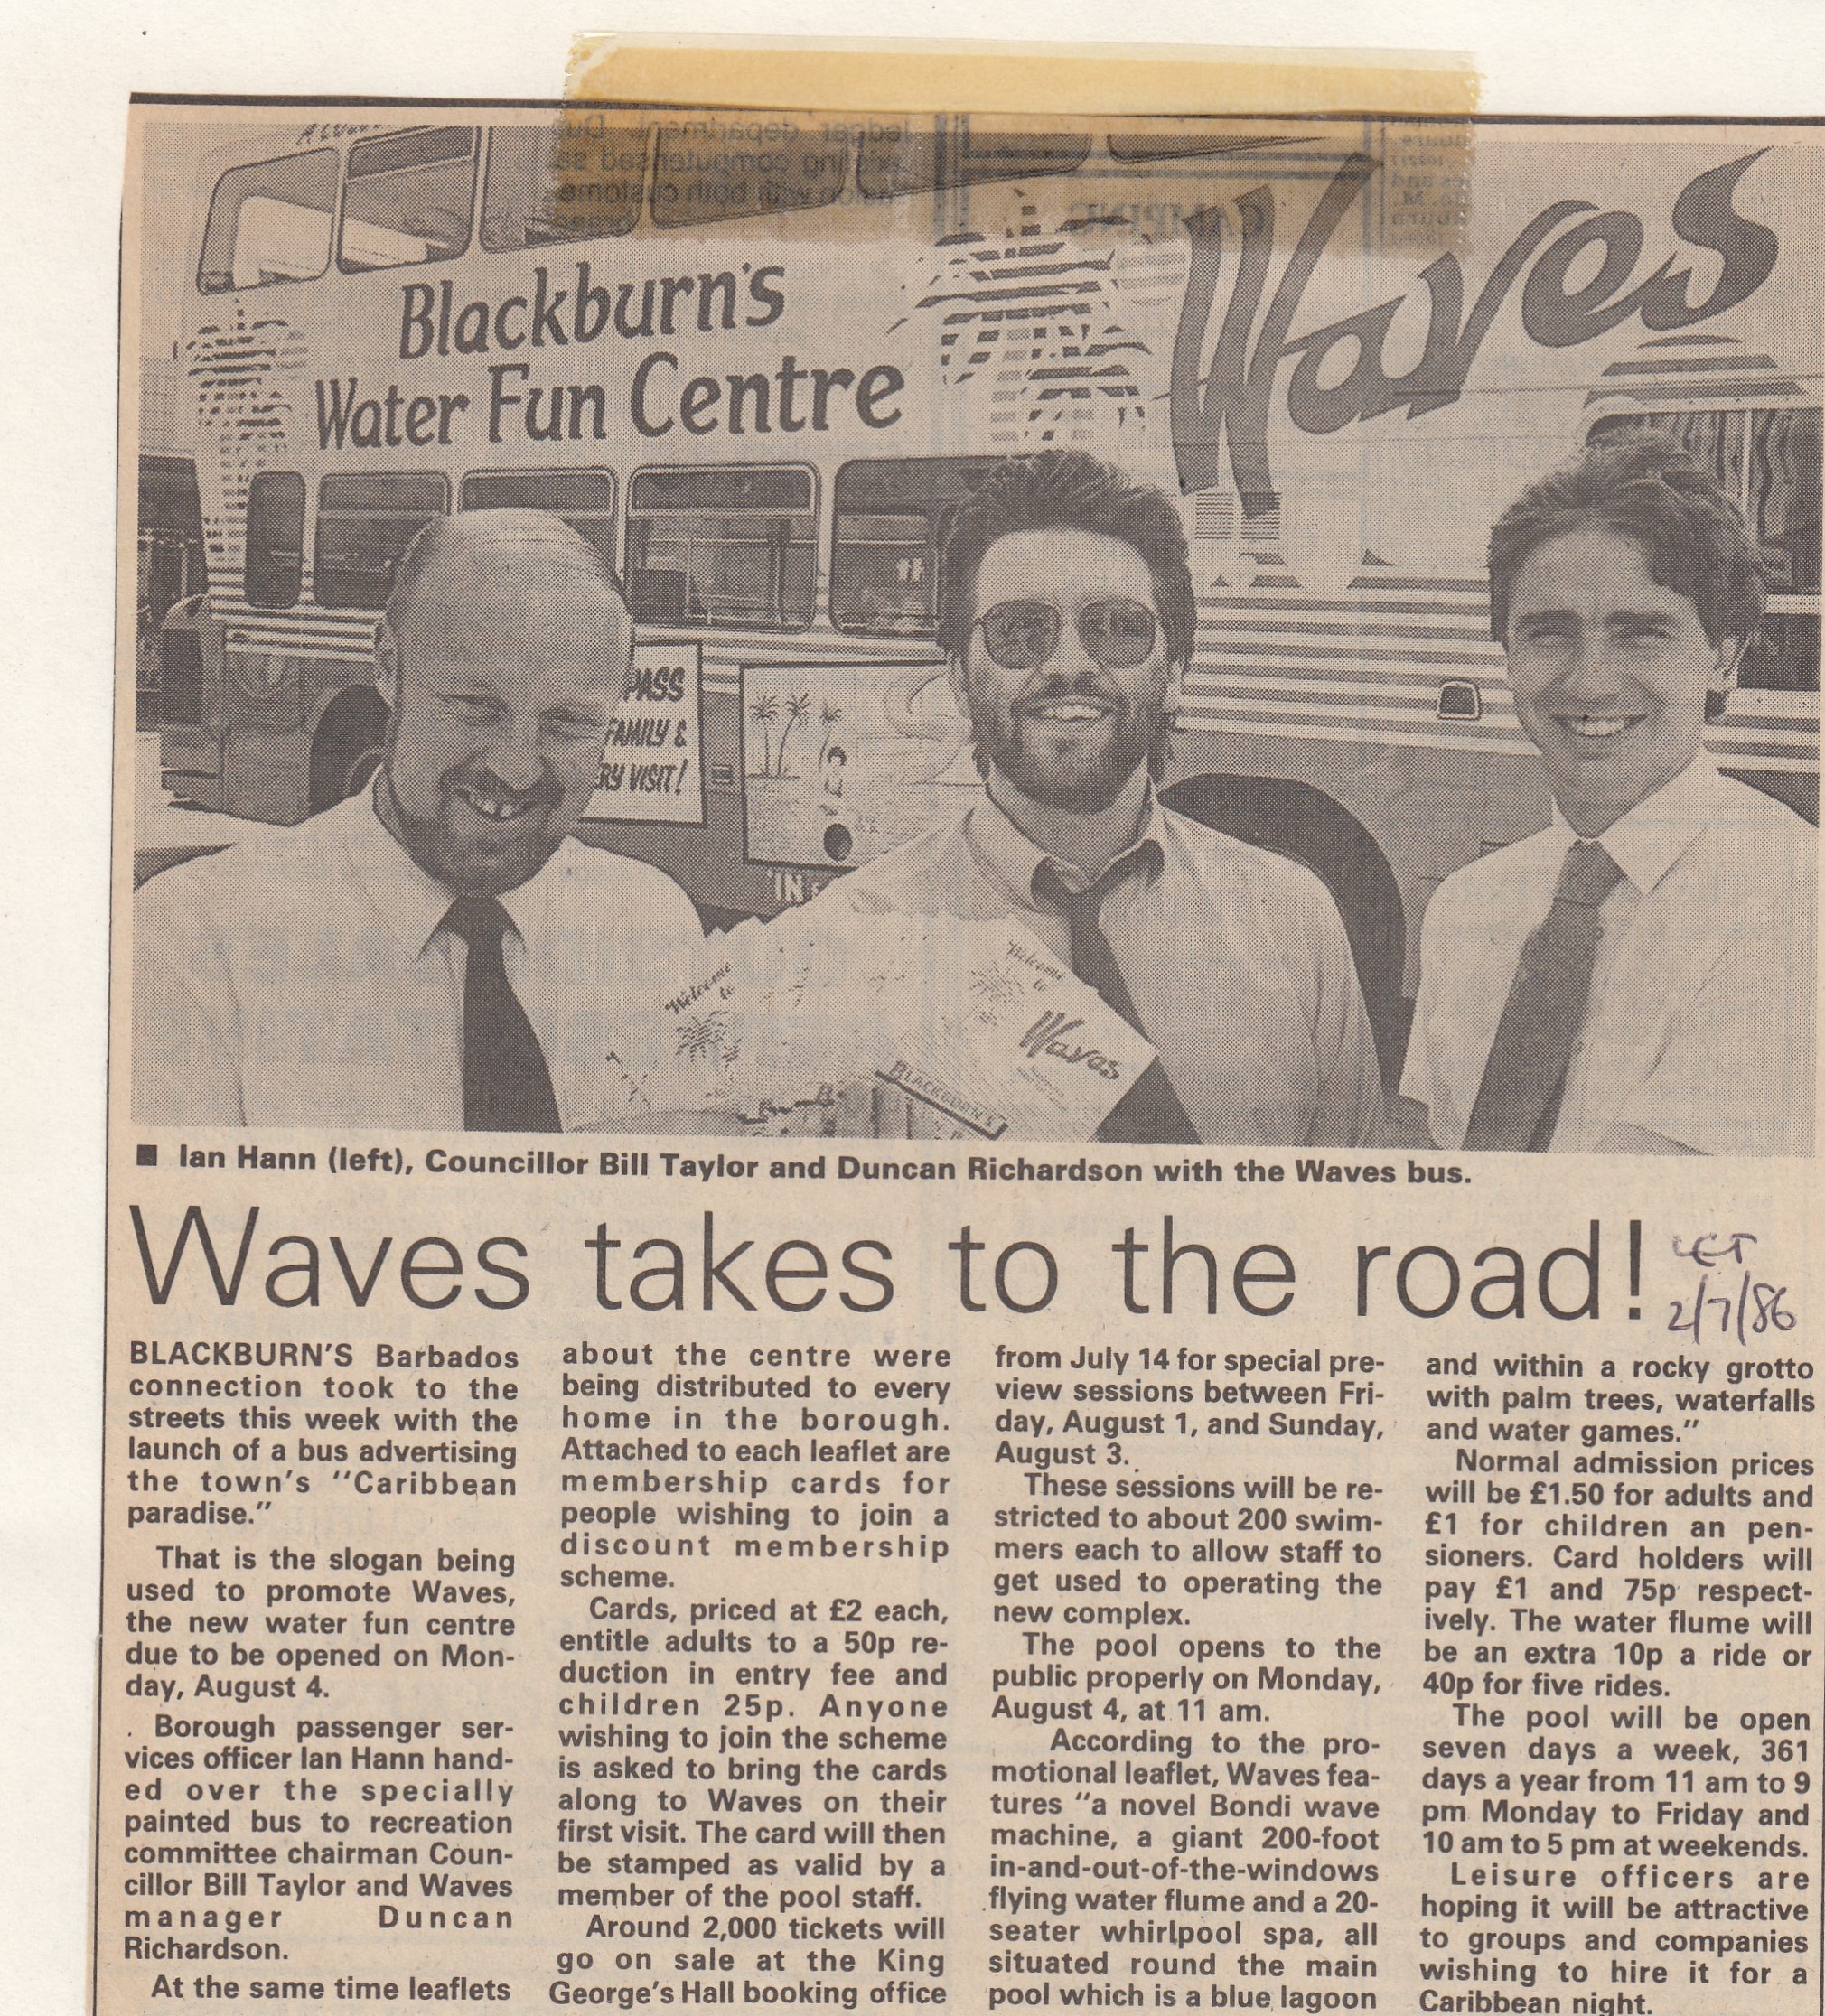 Blackburn's
Water Fun Centre
Waves
PASS
FAMILY &
RY VISIT!
'IN
Welcome
to
Welcome
to
Waves
BLACKBURN'S
■ Ian Hann (left), Councillor Bill Taylor and Duncan Richardson with the Waves bus.
Waves takes to the road!
LET
2/7/86
BLACKBURN'S Barbados
connection took to the
streets this week with the
launch of a bus advertising
the town's "Caribbean
paradise."
That is the slogan being
used to promote Waves,
the new water fun centre
due to be opened on Mon-
day, August 4.
Borough passenger ser-
vices officer Ian Hann hand-
ed over the specially
painted bus to recreation
committee chairman Coun-
cillor Bill Taylor and Waves
manager Duncan
Richardson.
At the same time leaflets
about the centre were
being distributed to every
home in the borough.
Attached to each leaflet are
membership cards for
people wishing to join a
discount membership
scheme.
Cards, priced at £2 each,
entitle adults to a 50p re-
duction in entry fee and
children 25p. Anyone
wishing to join the scheme
is asked to bring the cards
along to Waves on their
first visit. The card will then
be stamped as valid by a
member of the pool staff.
Around 2,000 tickets will
go on sale at the King
George's Hall booking office
from July 14 for special pre-
view sessions between Fri-
day, August 1, and Sunday,
August 3.
These sessions will be re-
stricted to about 200 swim-
mers each to allow staff to
get used to operating the
new complex.
The pool opens to the
public properly on Monday,
August 4, at 11 am.
According to the pro-
motional leaflet, Waves fea-
tures "a novel Bondi wave
machine, a giant 200-foot
in-and-out-of-the-windows
flying water flume and a 20-
seater whirlpool spa, all
situated round the main
pool which is a blue lagoon
and within a rocky grotto
with palm trees, waterfalls
and water games."
Normal admission prices
will be £1.50 for adults and
£1 for children an pen-
sioners. Card holders will
pay £1 and 75p respect-
ively. The water flume will
be an extra 10p a ride or
40p for five rides.
The pool will be open
seven days a week, 361
days a year from 11 am to 9
pm Monday to Friday and
10 am to 5 pm at weekends.
Leisure officers are
hoping it will be attractive
to groups and companies
wishing to hire it for a
Caribbean night.